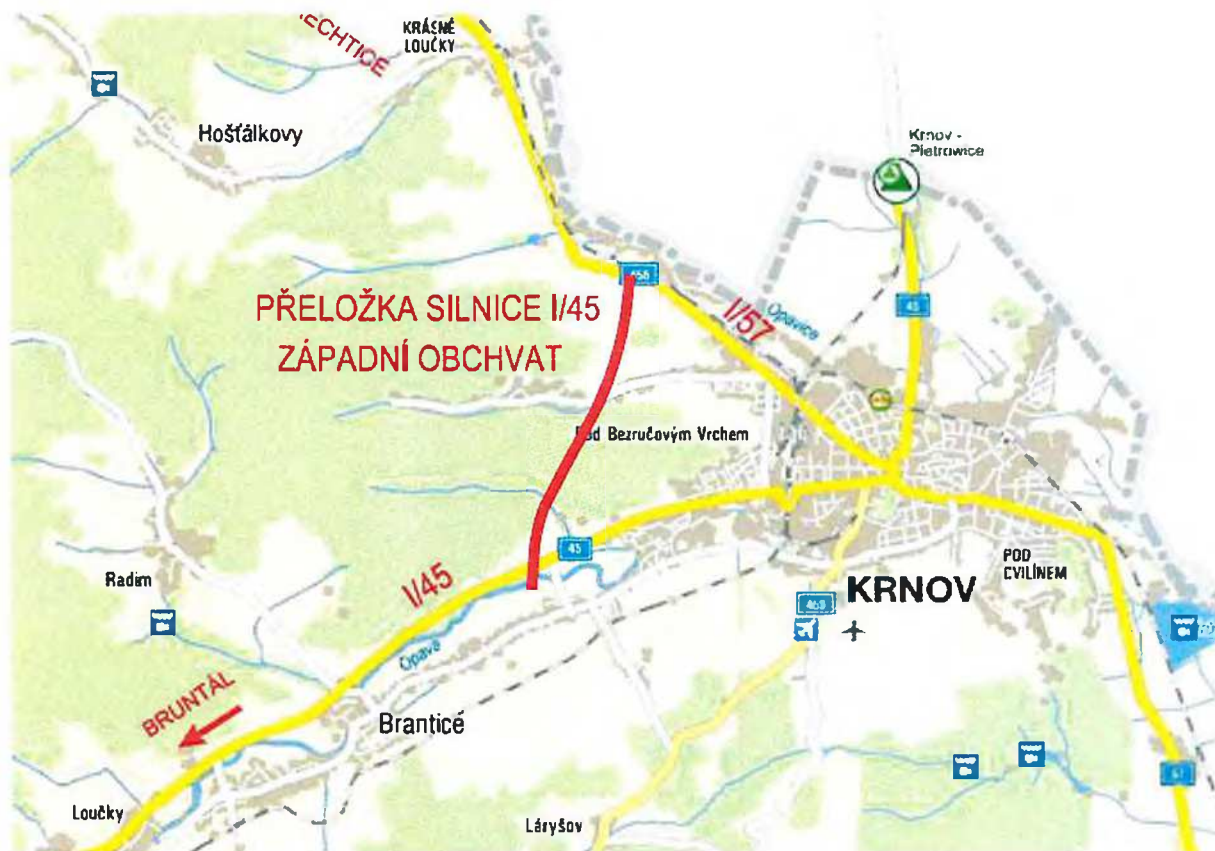 KRÁSNÉ
LOUČKY
Hošťálkovy
Krnov -
Pietrowice
PŘELOŽKA SILNICE I/45
ZÁPADNÍ OBCHVAT
I/57
Opavice
45
Pod Bezručovým Vrchem
45
I/45
Radim
POD
CVILÍNEM
KRNOV
Opava
BRUNTÁL
Brantice
Loučky
Láryšov